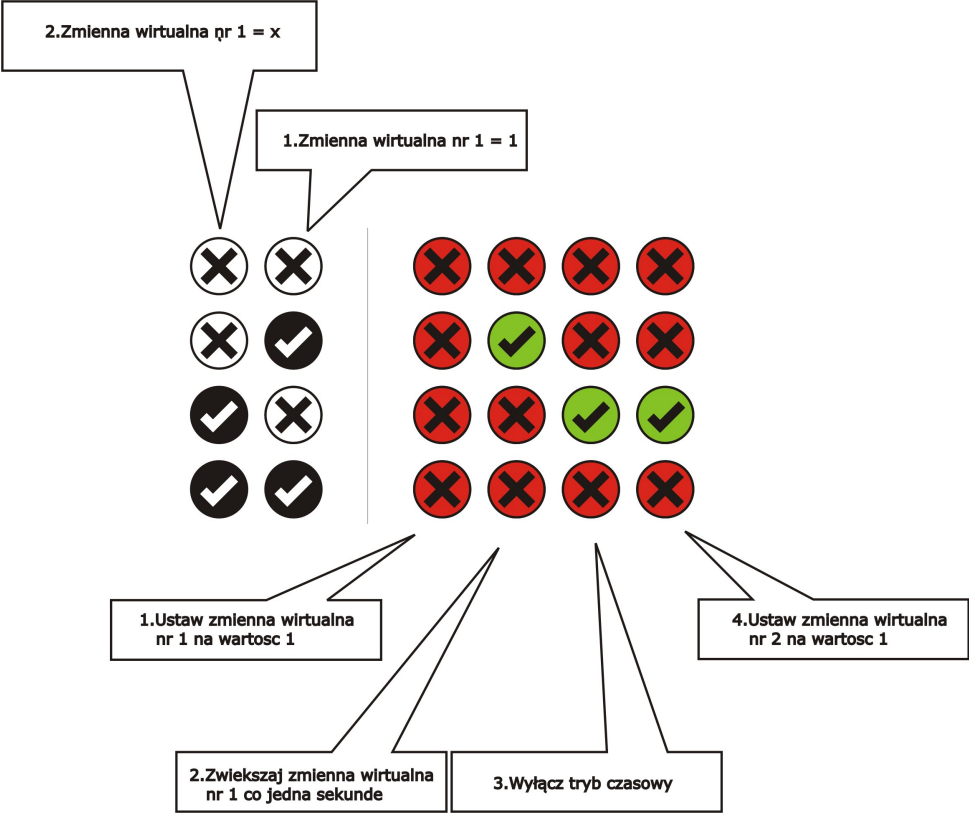 2.Zmienna wirtualna ņr 1 = x
1.Zmienna wirtualna nr 1 = 1
1.Ustaw zmienna wirtualna
nr 1 na wartosc 1
4.Ustaw zmienna wirtualna
nr 2 na wartosc 1
2.Zwiekszaj zmienna wirtualna
nr 1 co jedna sekunde
3.Wyłącz tryb czasowy